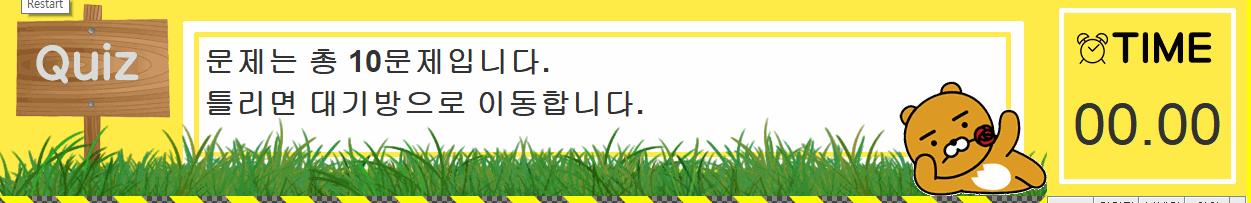 Restart
Quiz
문제는 총 10문제입니다.
틀리면 대기방으로 이동합니다.
TIME
00.00